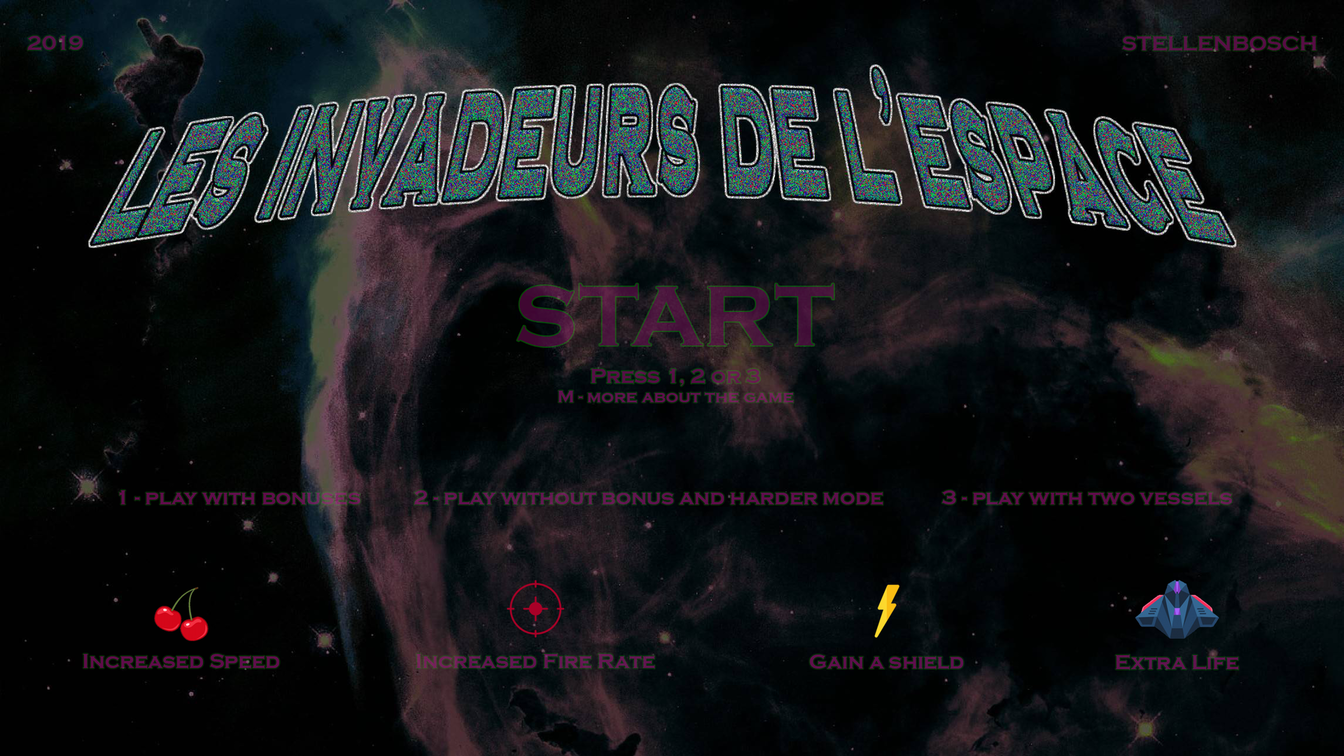 2019
STELLENBOSCH
LES INVADEURS DE L'ESPACE
START
PRESS 1, 2 OR 3
M - MORE ABOUT THE GAME
1 - PLAY WITH BONUSES
2 - PLAY WITHOUT BONUS AND HARDER MODE
3 - PLAY WITH TWO VESSELS
INCREASED SPEED
INCREASED FIRE RATE
GAIN A SHIELD
EXTRA LIFE